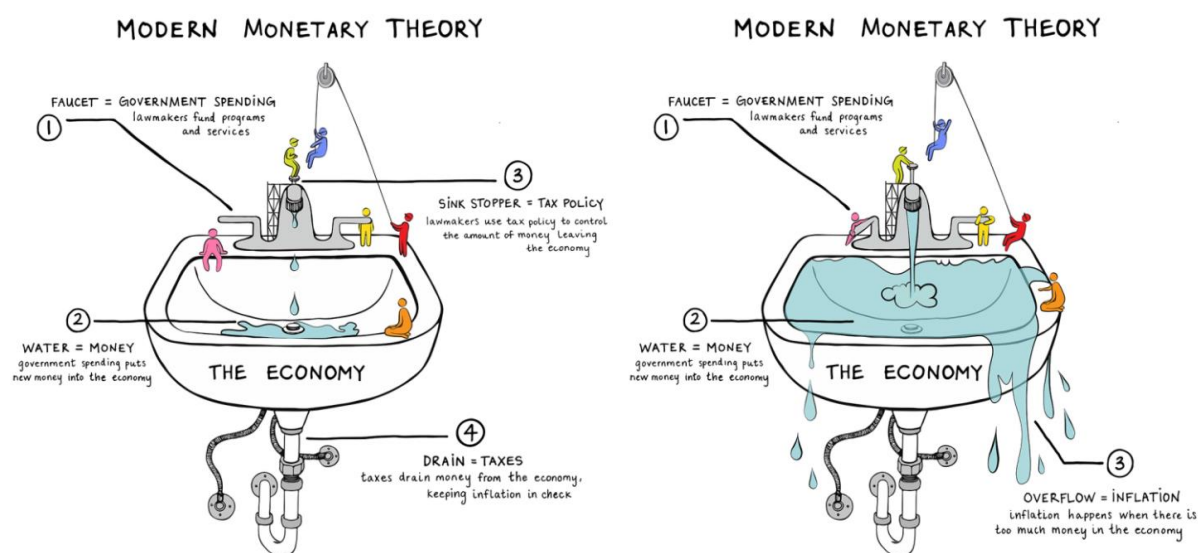 MODERN MONETARY THEORY
FAUCET = GOVERNMENT SPENDING
lawmakers fund programs
and services
1
3
SINK STOPPER = TAX POLICY
lawmakers use tax policy to control
the amount of money leaving
the economy
2
WATER = MONEY
government spending puts
new money into the economy
THE ECONOMY
4
DRAIN = TAXES
taxes drain money from the economy,
keeping inflation in check
MODERN MONETARY THEORY
FAUCET = GOVERNMENT SPENDING
lawmakers fund programs
and services
1
2
WATER = MONEY
government spending puts
new money into the economy
THE ECONOMY
3
OVERFLOW = INFLATION
inflation happens when there is
too much money in the economy